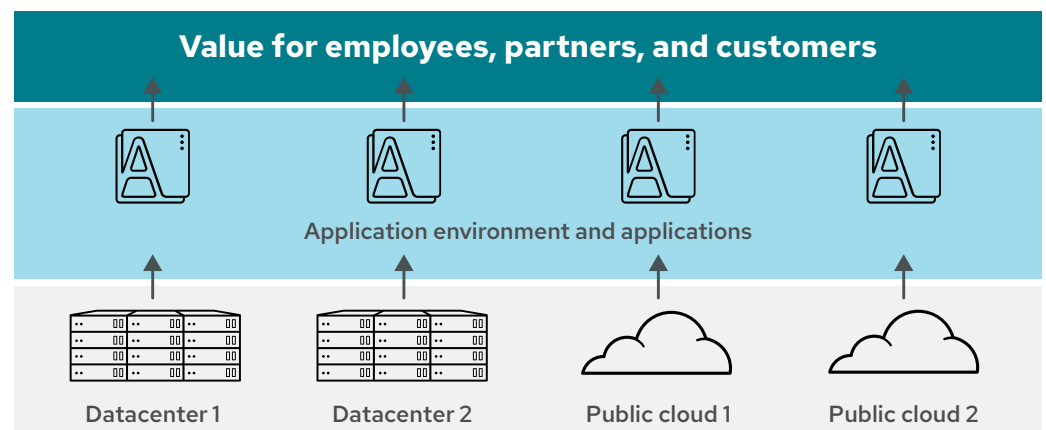 Value for employees, partners, and customers
Application environment and applications
Datacenter 1
Datacenter 2
Public cloud 1
Public cloud 2